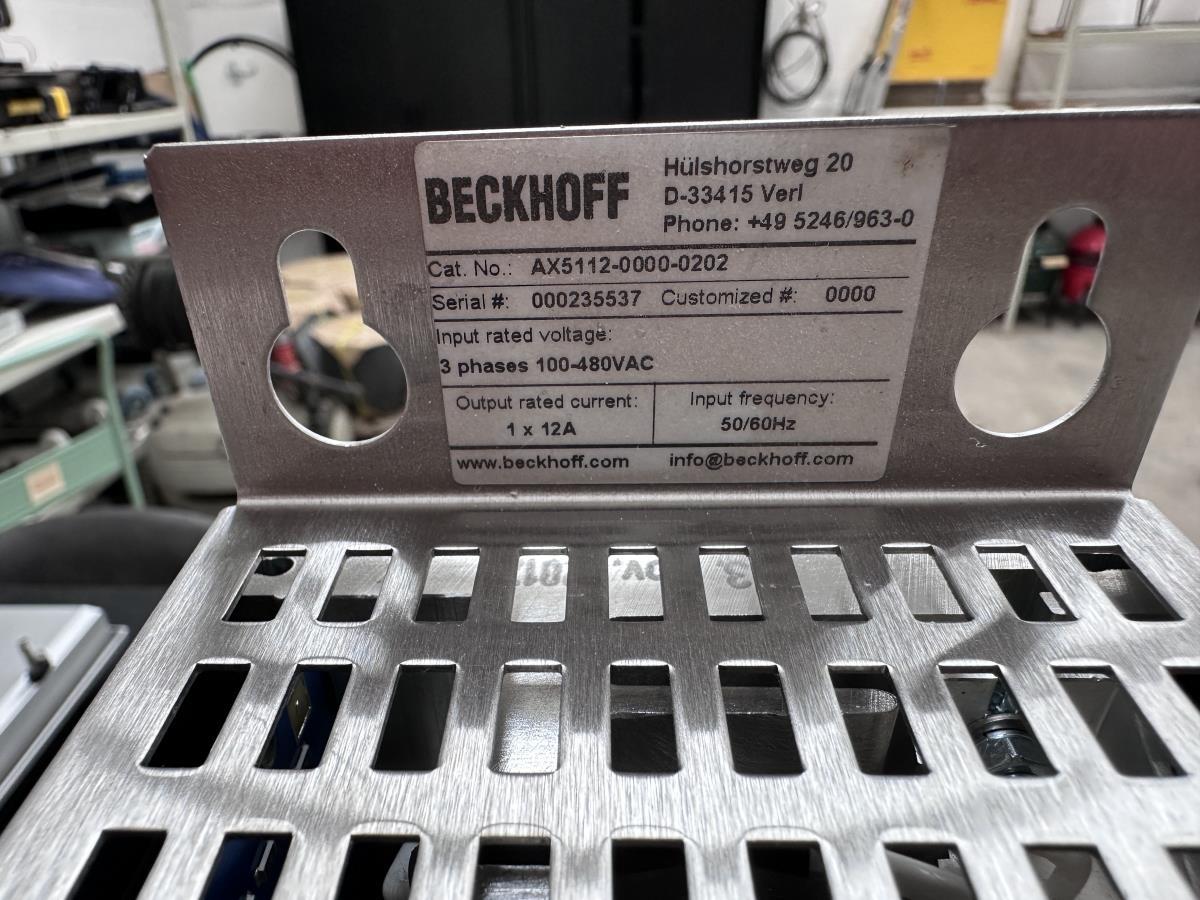 BECKHOFF
Hülshorstweg 20
D-33415 Verl
Phone: +49 5246/963-0
Cat. No.: AX5112-0000-0202
Serial #: 000235537 Customized #: 0000
Input rated voltage:
3 phases 100-480VAC
Output rated current:
1 x 12A
Input frequency:
50/60Hz
www.beckhoff.com info@beckhoff.com